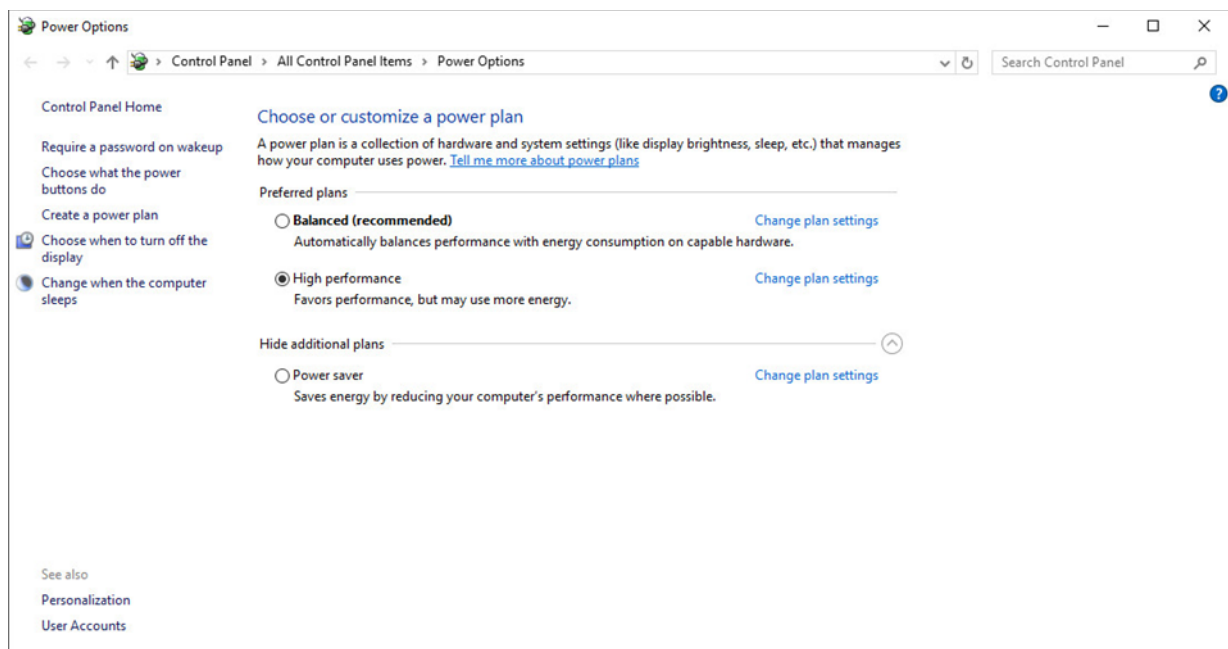 Power Options
Control Panel > All Control Panel Items > Power Options
Search Control Panel
Control Panel Home
Require a password on wakeup
Choose what the power
buttons do
Create a power plan
Choose when to turn off the
display
Change when the computer
sleeps
See also
Personalization
User Accounts
?
Choose or customize a power plan
A power plan is a collection of hardware and system settings (like display brightness, sleep, etc.) that manages
how your computer uses power. Tell me more about power plans
Preferred plans
Balanced (recommended) Change plan settings
Automatically balances performance with energy consumption on capable hardware.
High performance Change plan settings
Favors performance, but may use more energy.
Hide additional plans
Power saver Change plan settings
Saves energy by reducing your computer's performance where possible.